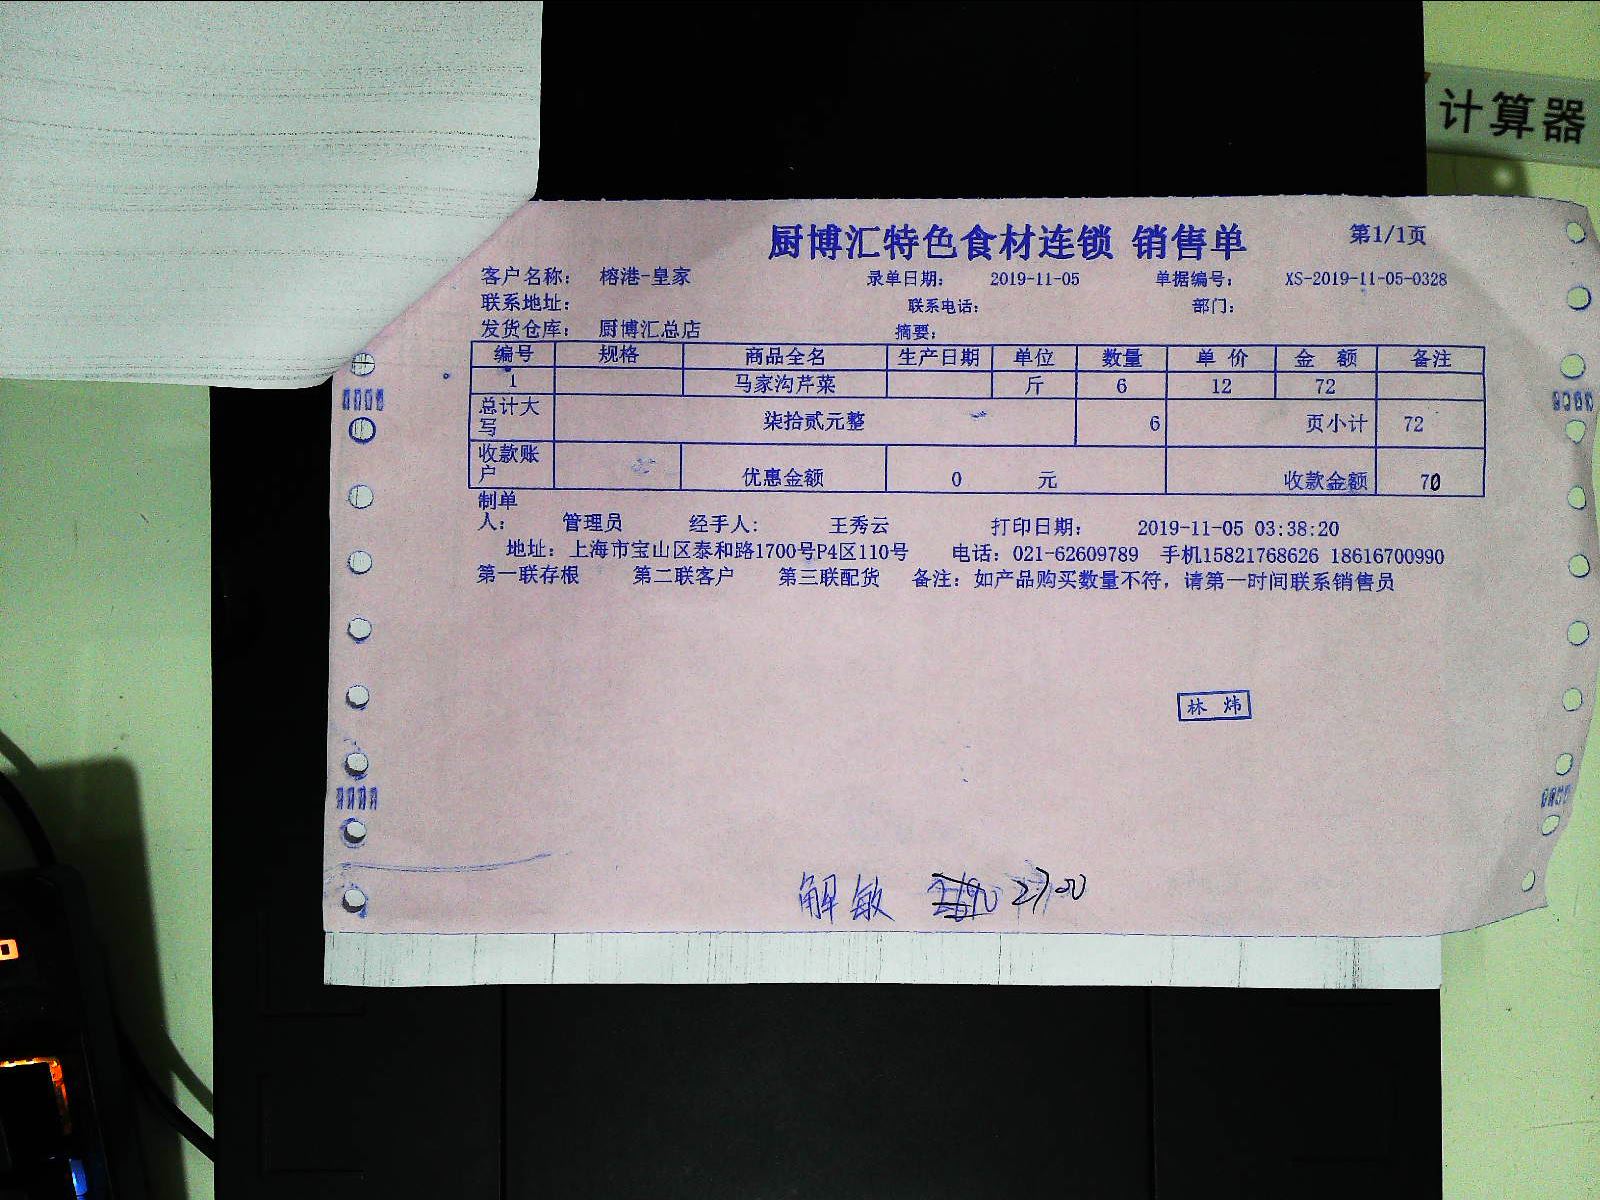 计算器
厨博汇特色食材连锁 销售单 第1/1页
客户名称： 榕港-皇家 录单日期： 2019-11-05 单据编号： XS-2019-11-05-0328
联系地址： 联系电话： 部门：
发货仓库： 厨博汇总店 摘要：
编号 规格 商品全名 生产日期 单位 数量 单价 金额 备注
1 马家沟芹菜 斤 6 12 72
总计大写 柒拾贰元整 6 页小计 72
收款账户 优惠金额 0 元 收款金额 70
制单人： 管理员 经手人： 王秀云 打印日期： 2019-11-05 03:38:20
地址：上海市宝山区泰和路1700号P4区110号 电话：021-62609789 手机15821768626 18616700990
第一联存根 第二联客户 第三联配货 备注：如产品购买数量不符，请第一时间联系销售员
林 炜
解敏